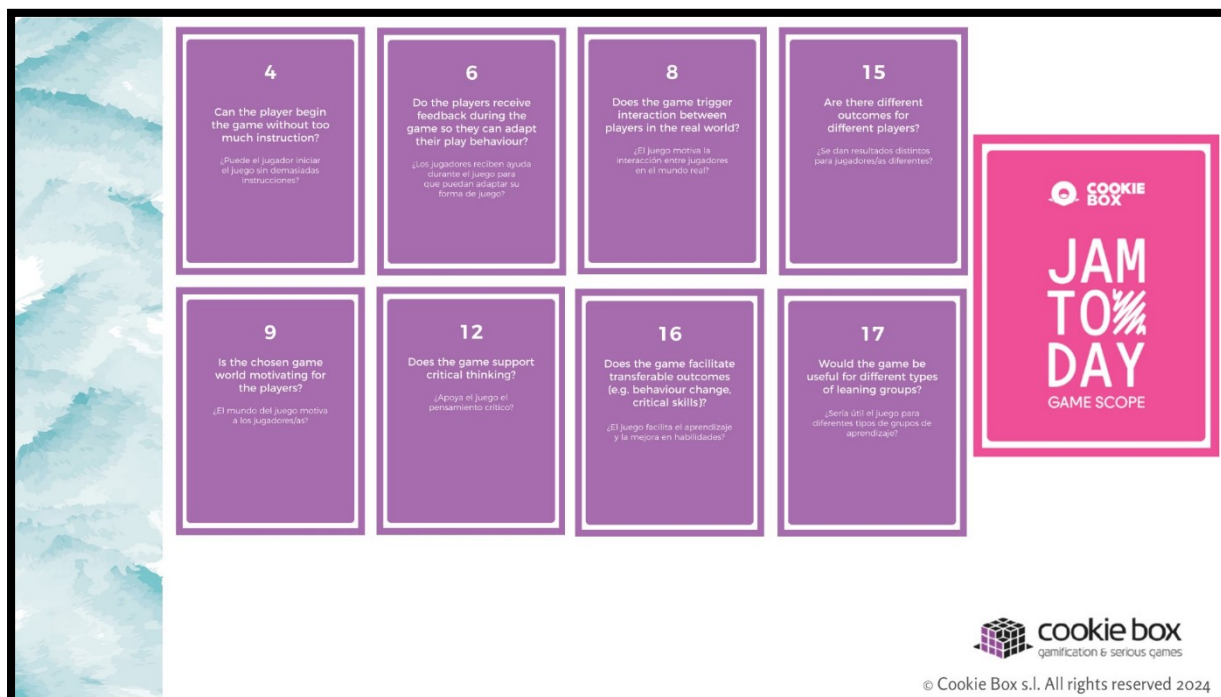 4
Can the player begin
the game without too
much instruction?
¿Puede el jugador iniciar
el juego sin demasiadas
instrucciones?
6
Do the players receive
feedback during the
game so they can adapt
their play behaviour?
¿Los jugadores reciben ayuda
durante el juego para
que puedan adaptar su
forma de juego?
8
Does the game trigger
interaction between
players in the real world?
¿El juego motiva la
interacción entre jugadores
en el mundo real?
15
Are there different
outcomes for
different players?
¿Se dan resultados distintos
para jugadores/as diferentes?
9
Is the chosen game
world motivating for
the players?
¿El mundo del juego motiva
a los jugadores/as?
12
Does the game support
critical thinking?
¿Apoya el juego el
pensamiento crítico?
16
Does the game facilitate
transferable outcomes
(e.g. behaviour change,
critical skills)?
¿El juego facilita el aprendizaje
y la mejora en habilidades?
17
Would the game be
useful for different types
of leaning groups?
¿Sería útil el juego para
diferentes tipos de grupos de
aprendizaje?
COOKIE
BOX
JAM
TO
DAY
GAME SCOPE
cookie box
gamification & serious games
© Cookie Box s.l. All rights reserved 2024